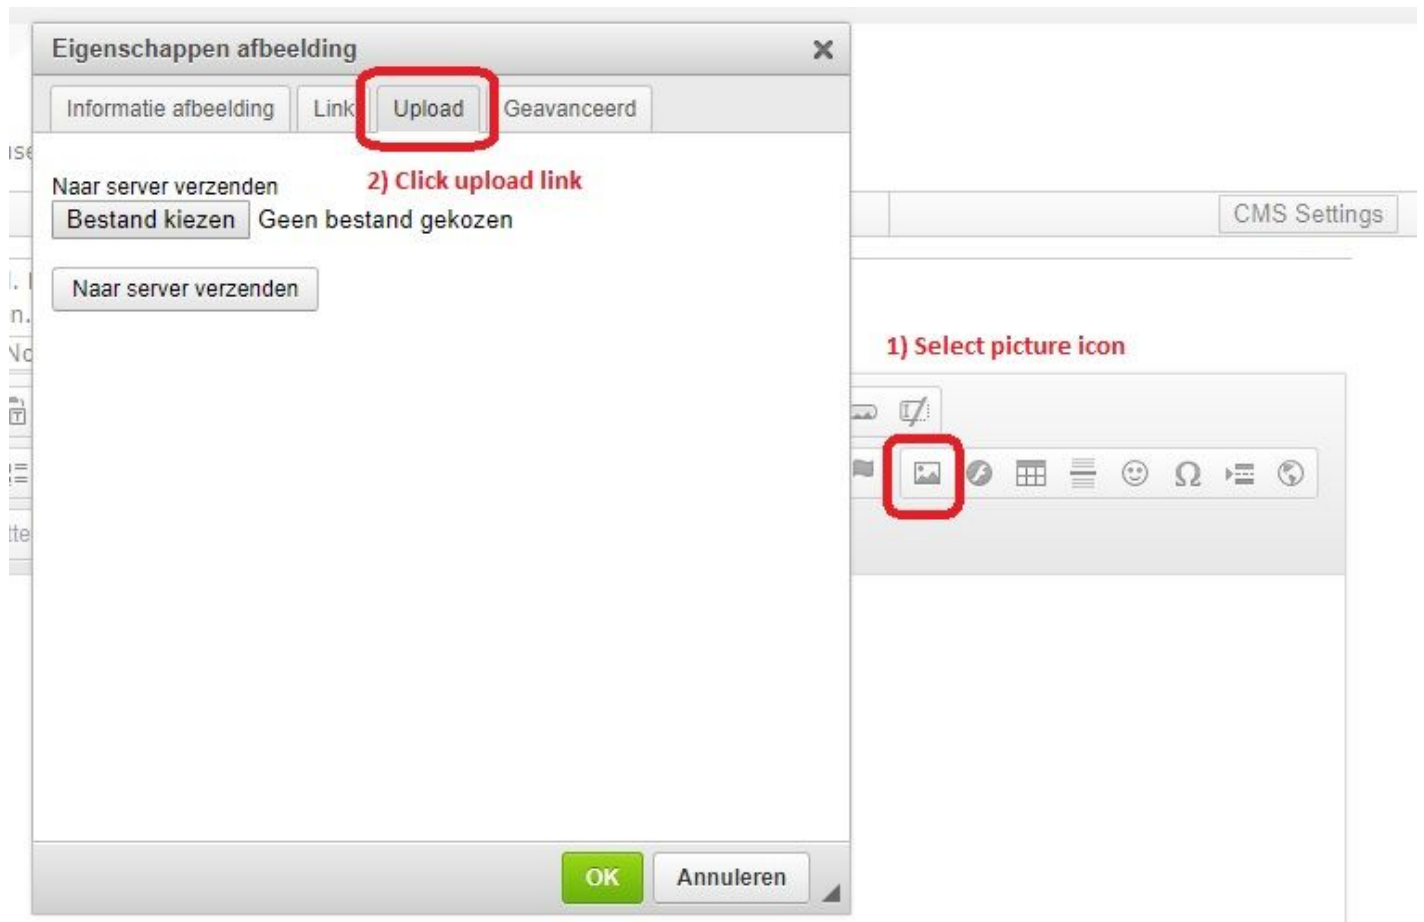 Eigenschappen afbeelding
Informatie afbeelding Link Upload Geavanceerd
2) Click upload link
Naar server verzenden
Bestand kiezen Geen bestand gekozen
CMS Settings
Naar server verzenden
1) Select picture icon
OK Annuleren